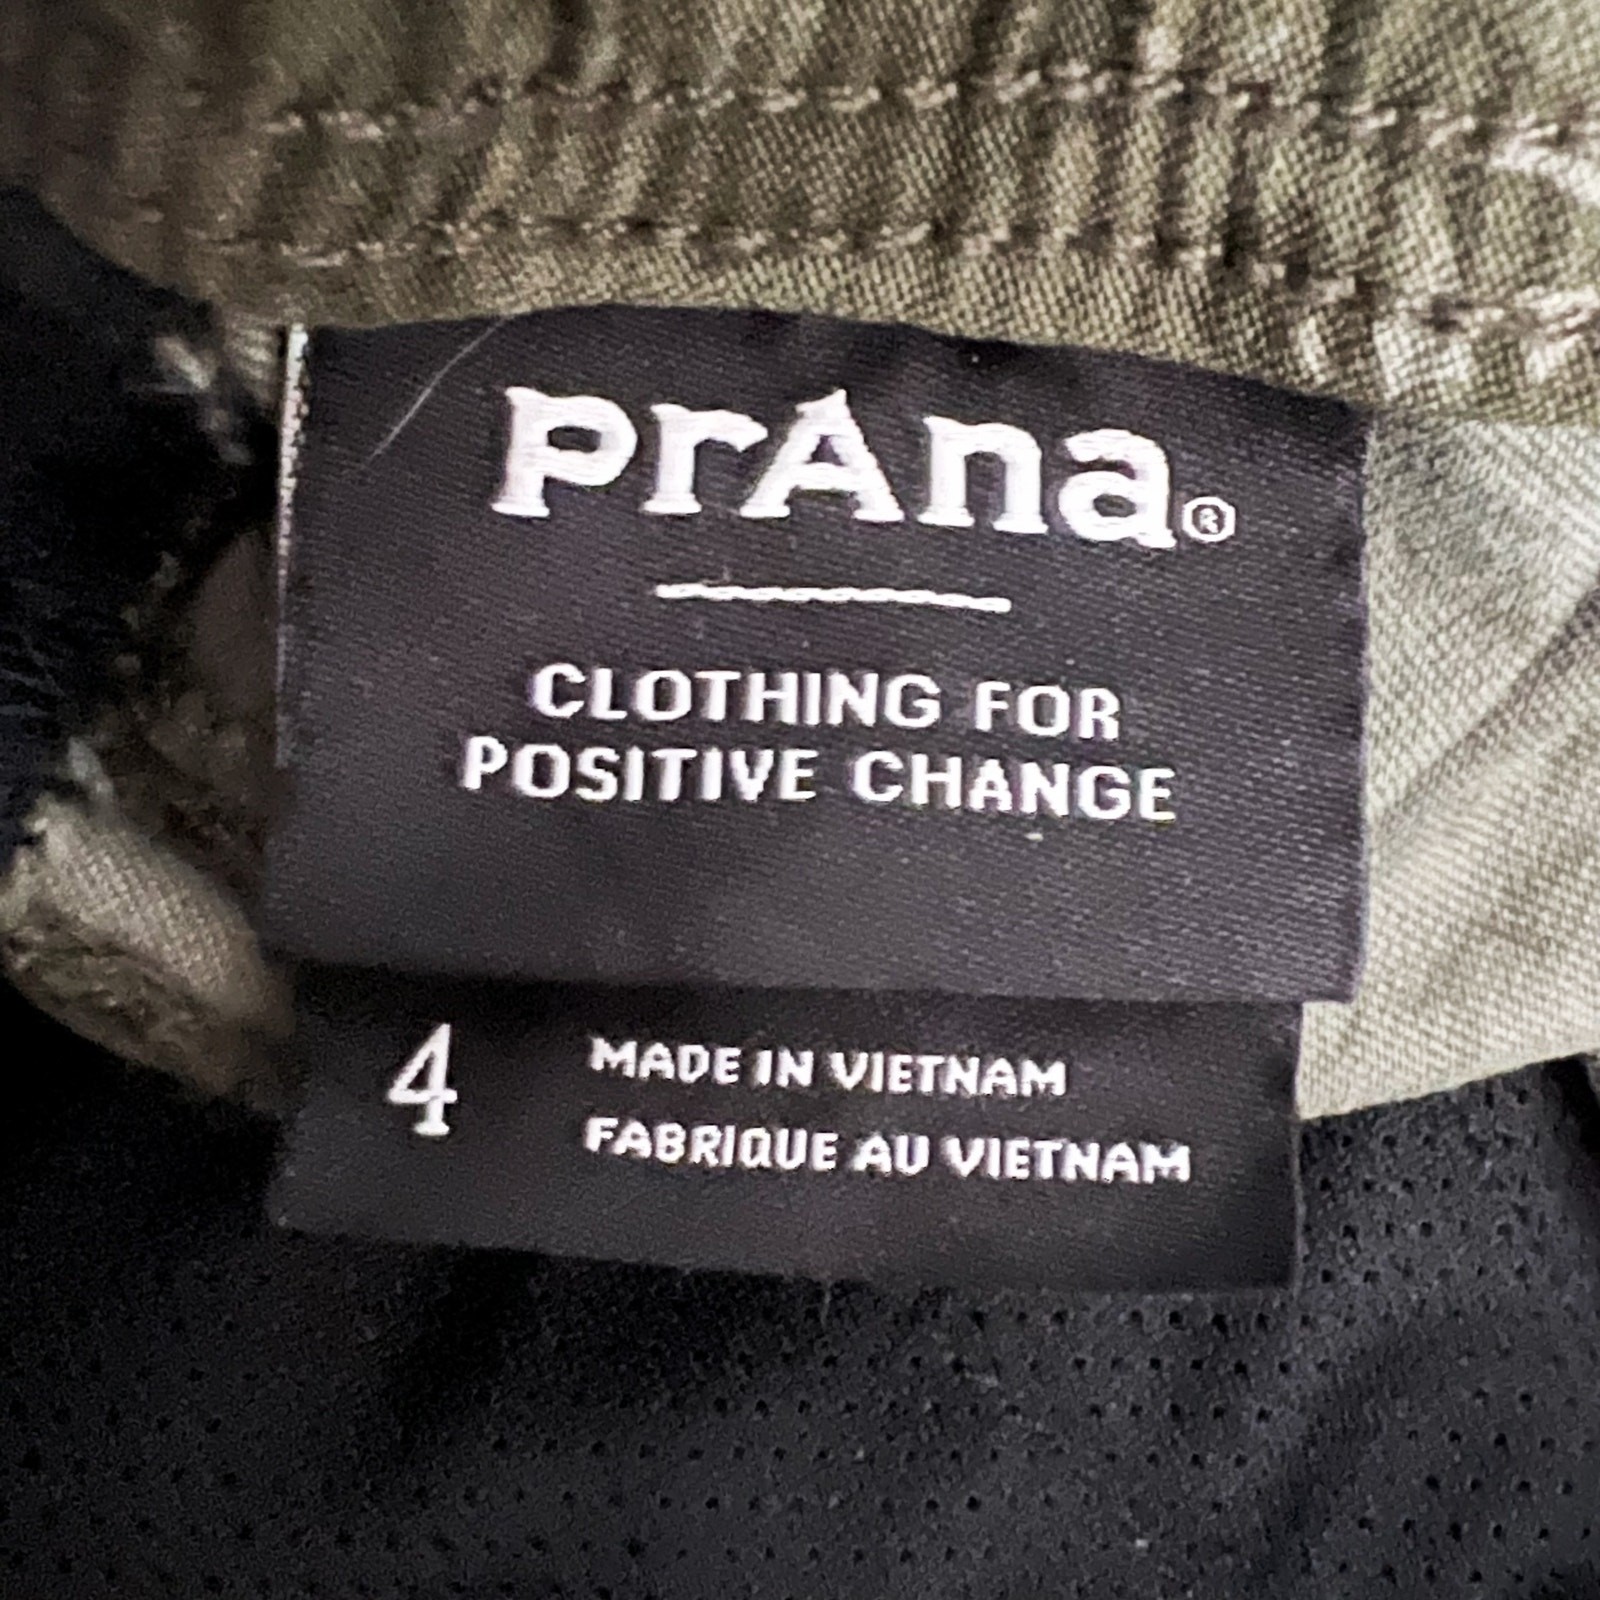 prAna®
CLOTHING FOR
POSITIVE CHANGE
4
MADE IN VIETNAM
FABRIQUE AU VIETNAM